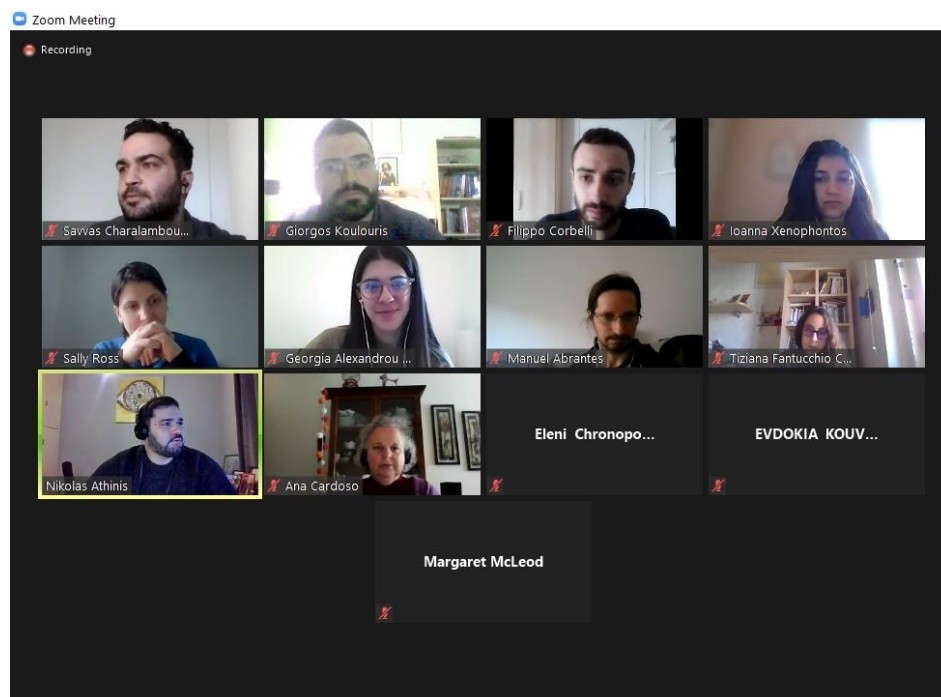 Zoom Meeting
Recording
Savvas Charalambou...
Giorgos Koulouris
Filippo Corbelli
Ioanna Xenophontos
Sally Ross
Georgia Alexandrou ...
Manuel Abrantes
Tiziana Fantucchio C...
Nikolas Athinis
Ana Cardoso
Eleni Chronopo...
EVDOKIA KOUV...
Margaret McLeod